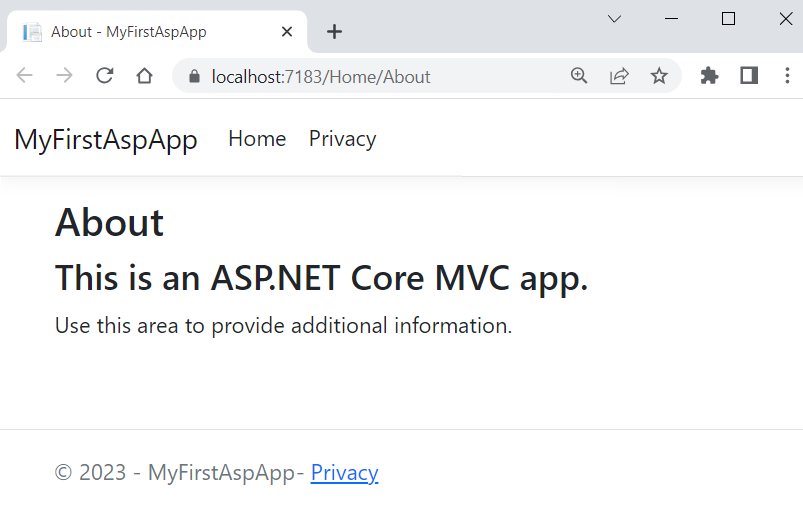 About - MyFirstAspApp
localhost:7183/Home/About
MyFirstAspApp Home Privacy
About
This is an ASP.NET Core MVC app.
Use this area to provide additional information.
© 2023 - MyFirstAspApp- Privacy